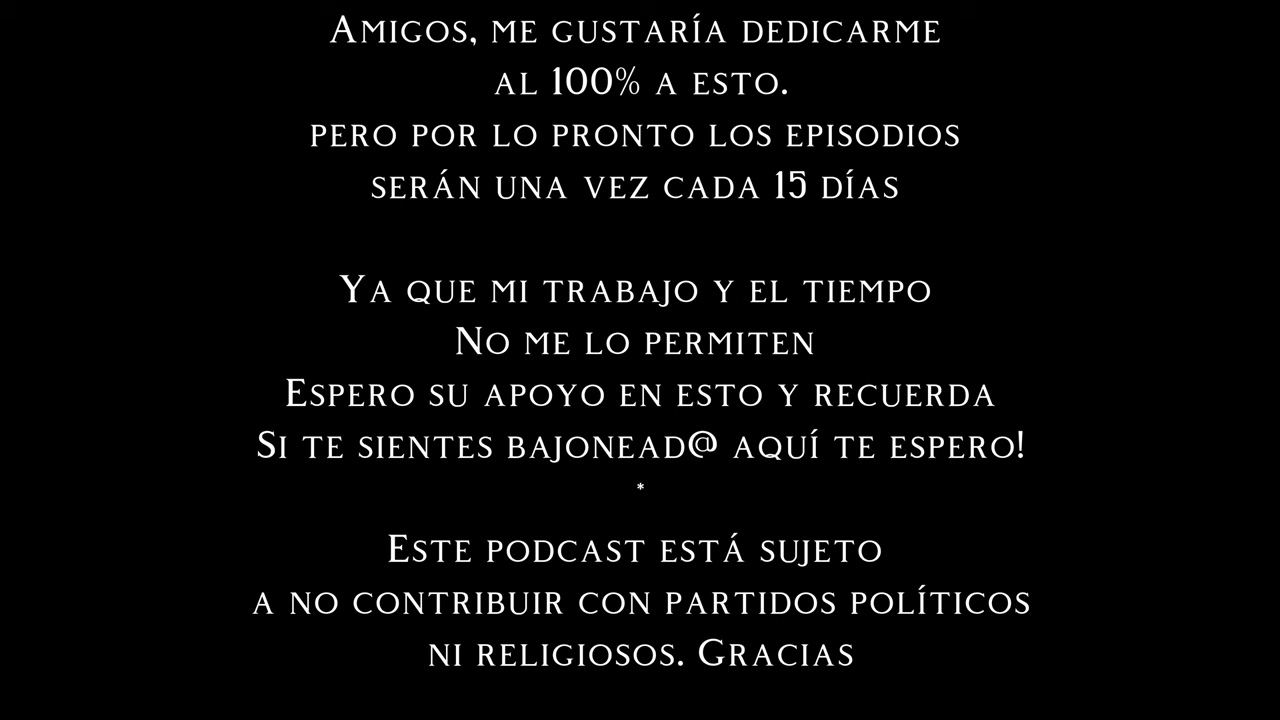 Amigos, me gustaría dedicarme
al 100% a esto.
pero por lo pronto los episodios
serán una vez cada 15 días
Ya que mi trabajo y el tiempo
No me lo permiten
Espero su apoyo en esto y recuerda
Si te sientes bajonead@ aquí te espero!
*
Este podcast está sujeto
a no contribuir con partidos políticos
ni religiosos. Gracias